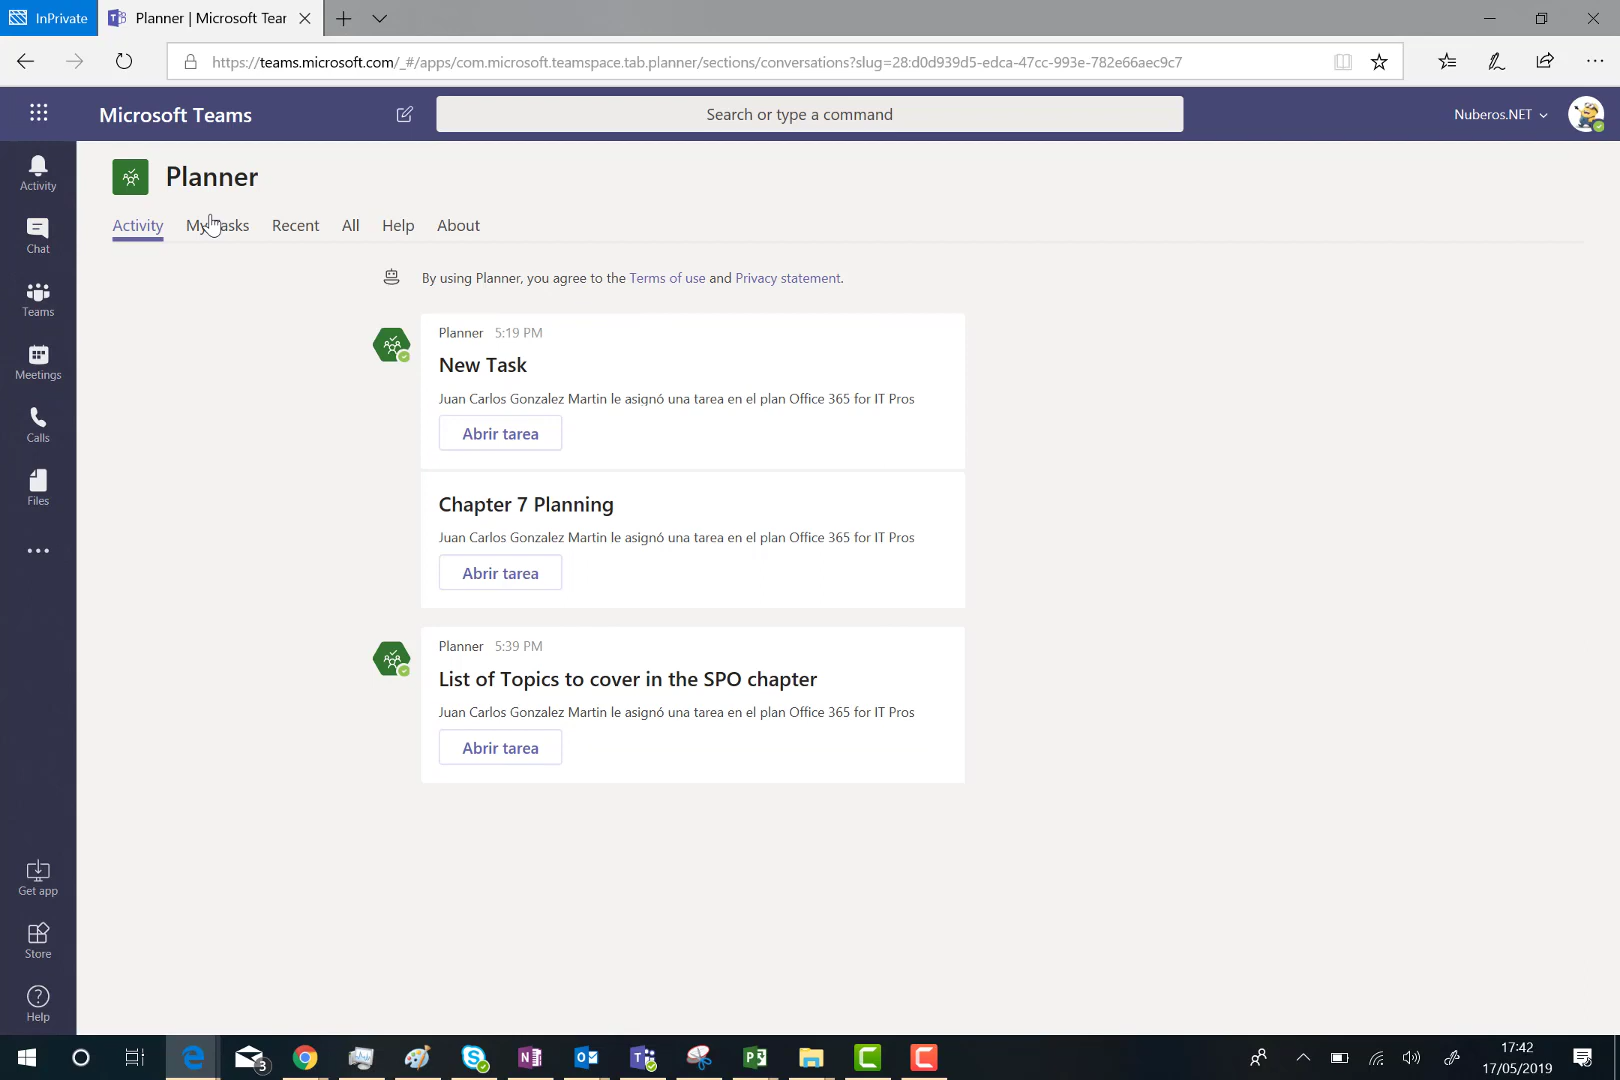 InPrivate
Planner | Microsoft Tear
https://teams.microsoft.com/_#/apps/com.microsoft.teamspace.tab.planner/sections/conversations?slug=28:d0d939d5-edca-47cc-993e-782e66aec9c7
Microsoft Teams
Search or type a command
Nuberos.NET
Activity
Chat
Teams
Meetings
Calls
Files
Get app
Store
Help
Planner
Activity My Tasks Recent All Help About
By using Planner, you agree to the Terms of use and Privacy statement.
Planner 5:19 PM
New Task
Juan Carlos Gonzalez Martin le asignó una tarea en el plan Office 365 for IT Pros
Abrir tarea
Chapter 7 Planning
Juan Carlos Gonzalez Martin le asignó una tarea en el plan Office 365 for IT Pros
Abrir tarea
Planner 5:39 PM
List of Topics to cover in the SPO chapter
Juan Carlos Gonzalez Martin le asignó una tarea en el plan Office 365 for IT Pros
Abrir tarea
3
17:42
17/05/2019